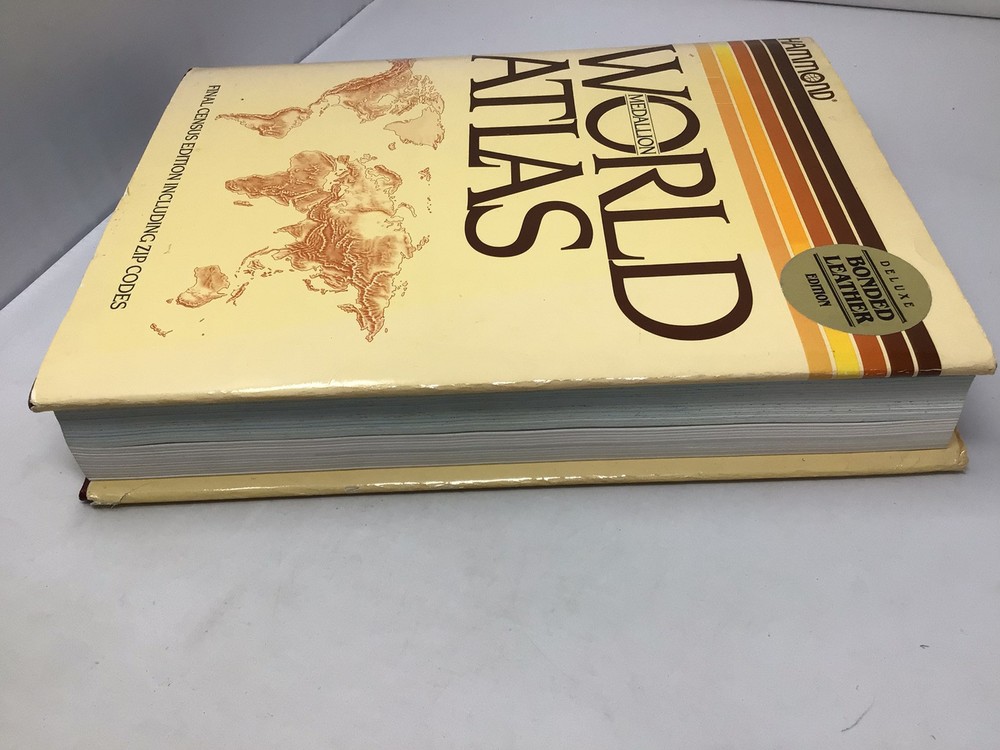 HAMMOND®
DELUXE
BONDED
LEATHER
EDITION
WORLD
MEDALLION
ATLAS
FINAL CENSUS EDITION INCLUDING ZIP CODES